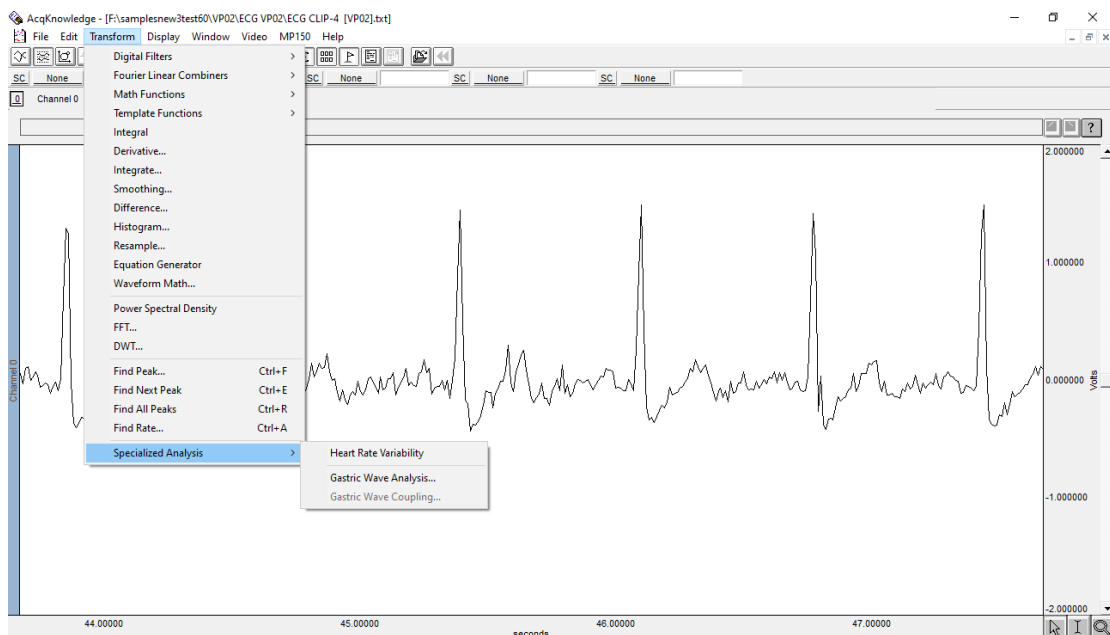 AcqKnowledge - [F:\samplesnew3test60\VP02\ECG VP02\ECG CLIP-4 [VP02].txt]
File Edit Transform Display Window Video MP150 Help
SC None SC None SC None SC None
0 Channel 0
Digital Filters
Fourier Linear Combiners
Math Functions
Template Functions
Integral
Derivative...
Integrate...
Smoothing...
Difference...
Histogram...
Resample...
Equation Generator
Waveform Math...
Power Spectral Density
FFT...
DWT...
Find Peak... Ctrl+F
Find Next Peak Ctrl+E
Find All Peaks Ctrl+R
Find Rate... Ctrl+A
Specialized Analysis
Heart Rate Variability
Gastric Wave Analysis...
Gastric Wave Coupling...
Channel 0
?
2.000000
1.000000
0.000000
Volts
-1.000000
-2.000000
44.00000 45.00000 46.00000 47.00000
seconds